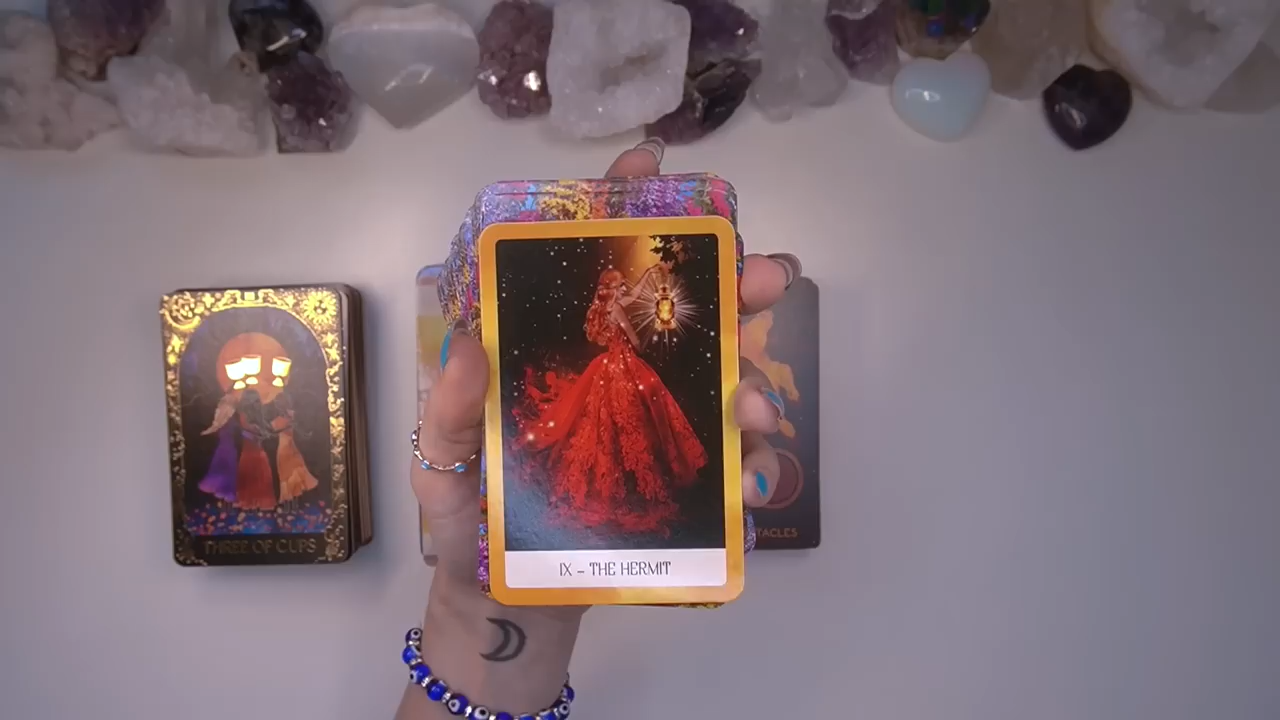 THREE OF CUPS
IX – THE HERMIT
TACLES